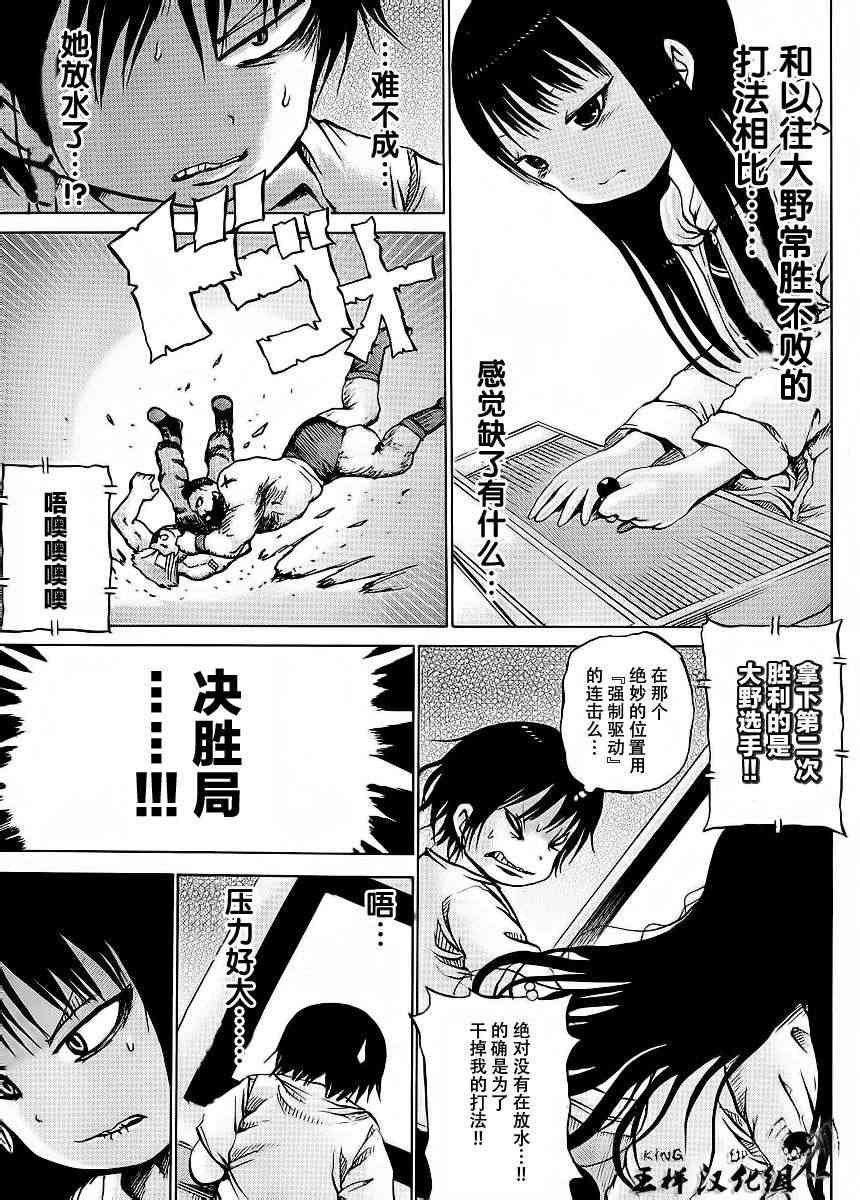 和以往大野常胜不败的
打法相比……
感觉缺了有什么…
…难不成…
她放水了…!?
ドゴメ
唔噢噢噢噢
拿下第二次
胜利的是
大野选手!!
在那个
绝妙的位置用
『强制驱动』
的连击么…
决胜局
……!!!
绝对没有在放水…!!
的确是为了
干掉我的打法!!
唔…
压力好大……
KING
王样汉化组